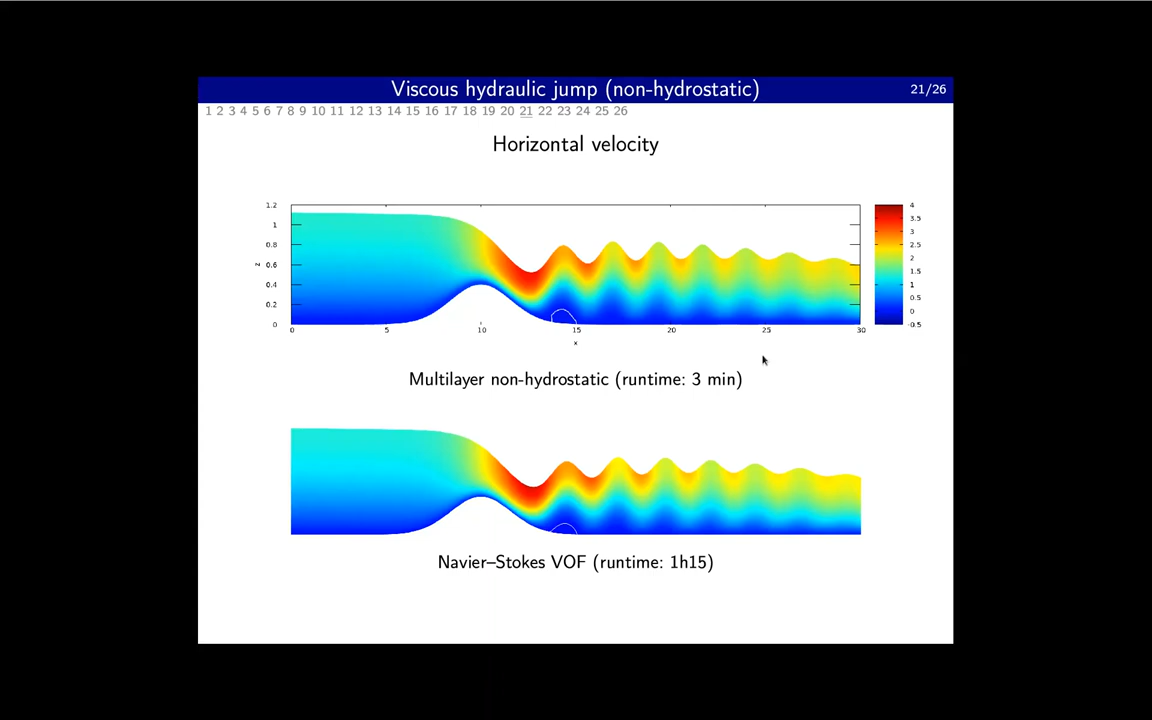 Viscous hydraulic jump (non-hydrostatic) 21/26
1 2 3 4 5 6 7 8 9 10 11 12 13 14 15 16 17 18 19 20 21 22 23 24 25 26
Horizontal velocity
1.2
1
0.8
0.6
0.4
0.2
0
z
0 5 10 15 20 25 30
x
4
3.5
3
2.5
2
1.5
1
0.5
0
-0.5
Multilayer non-hydrostatic (runtime: 3 min)
Navier–Stokes VOF (runtime: 1h15)